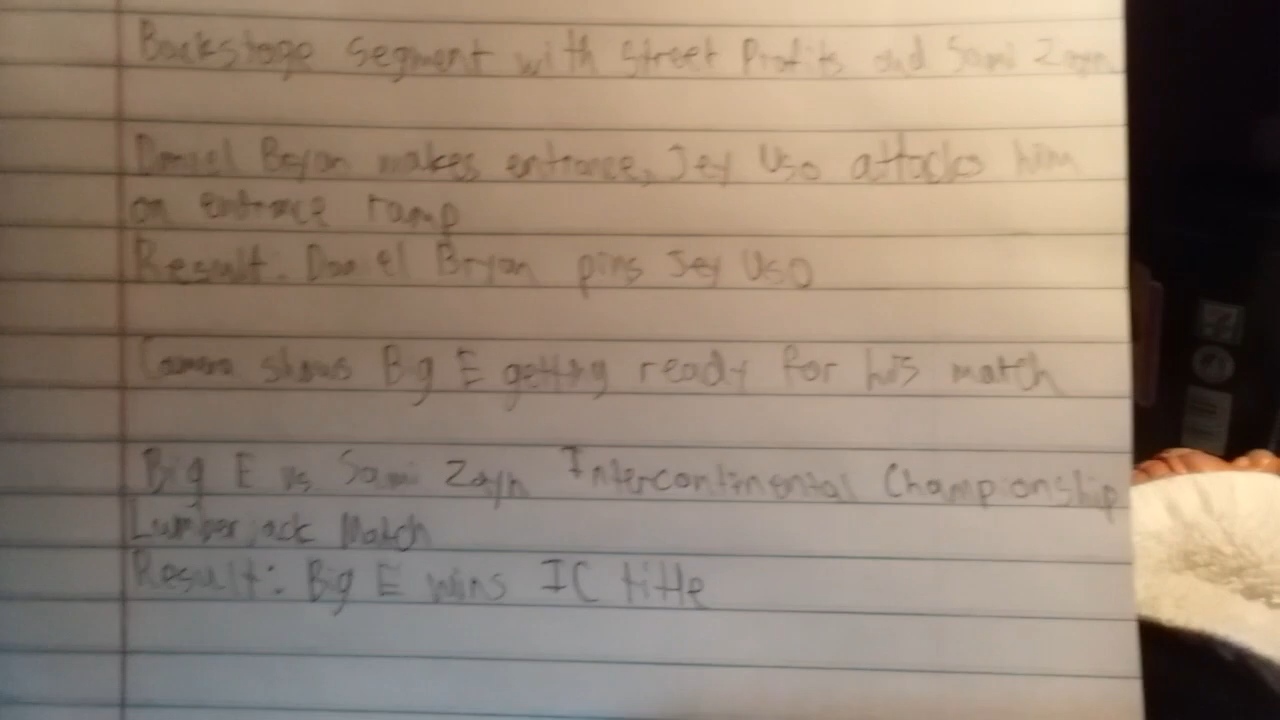 Backstage segment with Street Profits and Sami Zayn
Daniel Bryan makes entrance, Jey Uso attacks him
on entrace ramp
Result: Daniel Bryan pins Jey Uso
Camera shows Big E getting ready for his match
Big E vs Sami Zayn Intercontinental Championship
Lumberjack Match
Result: Big E wins IC title